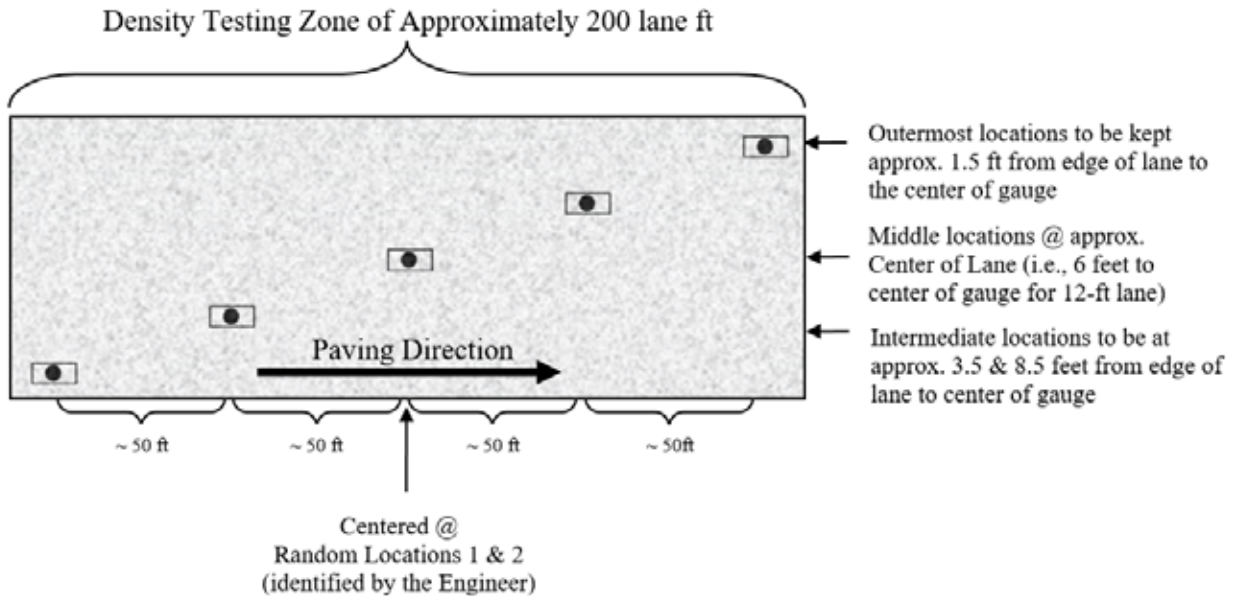 Density Testing Zone of Approximately 200 lane ft
Outermost locations to be kept
approx. 1.5 ft from edge of lane to
the center of gauge
Middle locations @ approx.
Center of Lane (i.e., 6 feet to
center of gauge for 12-ft lane)
Intermediate locations to be at
approx. 3.5 & 8.5 feet from edge of
lane to center of gauge
Paving Direction
~ 50 ft
~ 50 ft
~ 50 ft
~ 50ft
Centered @
Random Locations 1 & 2
(identified by the Engineer)